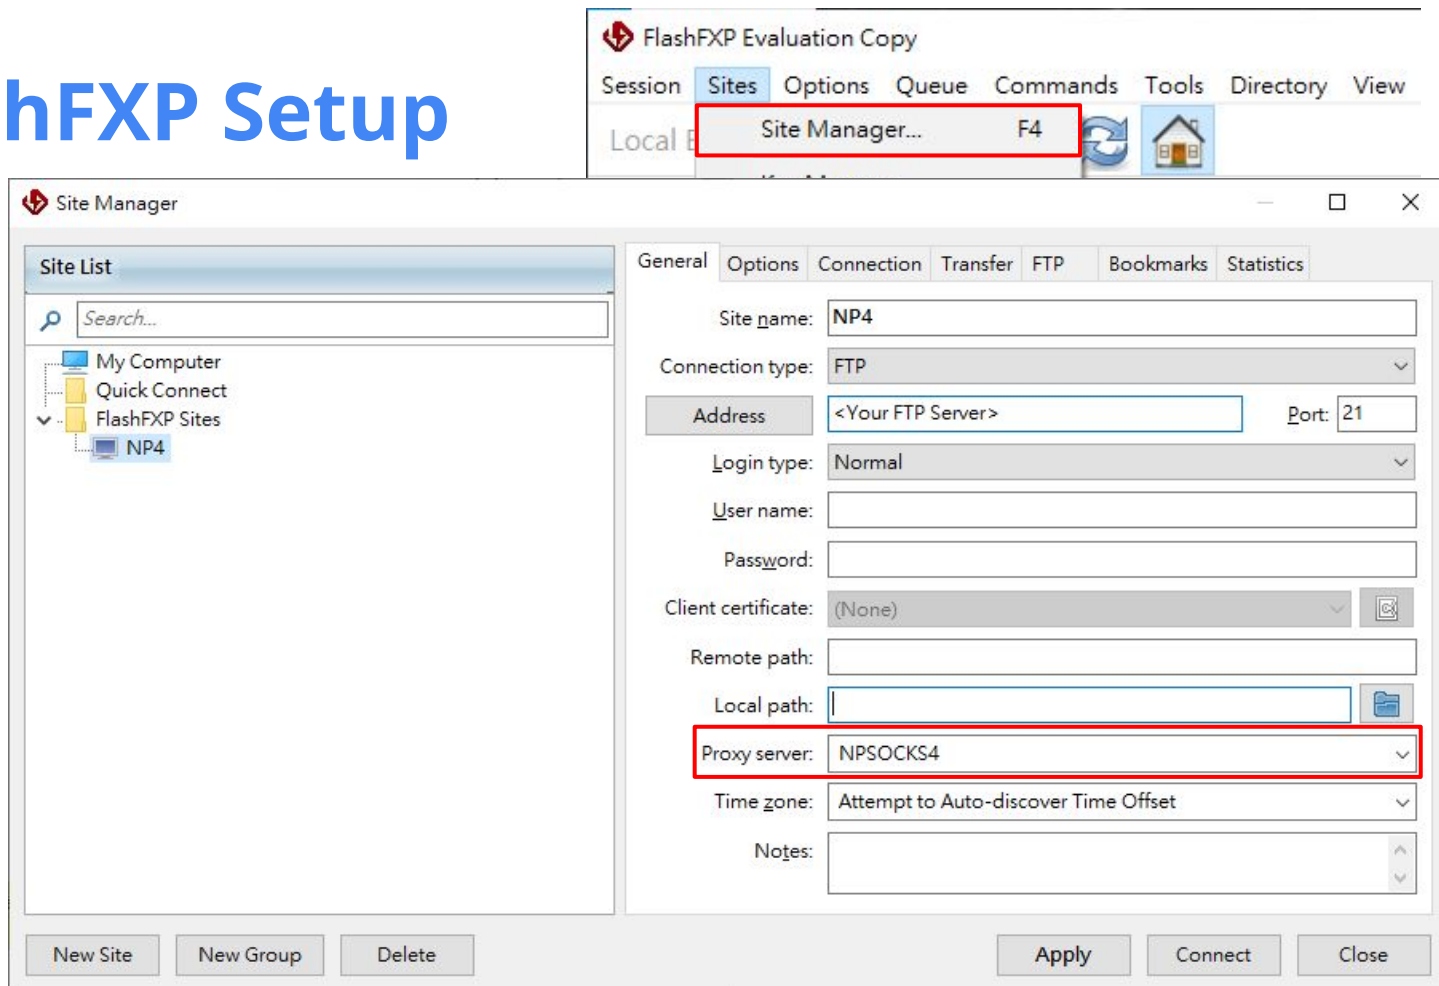 hFXP Setup
FlashFXP Evaluation Copy
Session Sites Options Queue Commands Tools Directory View
Local
Site Manager... F4
Site Manager
Site List
Search...
My Computer
Quick Connect
FlashFXP Sites
NP4
General Options Connection Transfer FTP Bookmarks Statistics
Site name: NP4
Connection type: FTP
Address <Your FTP Server> Port: 21
Login type: Normal
User name:
Password:
Client certificate: (None)
Remote path:
Local path:
Proxy server: NPSOCKS4
Time zone: Attempt to Auto-discover Time Offset
Notes:
New Site New Group Delete Apply Connect Close